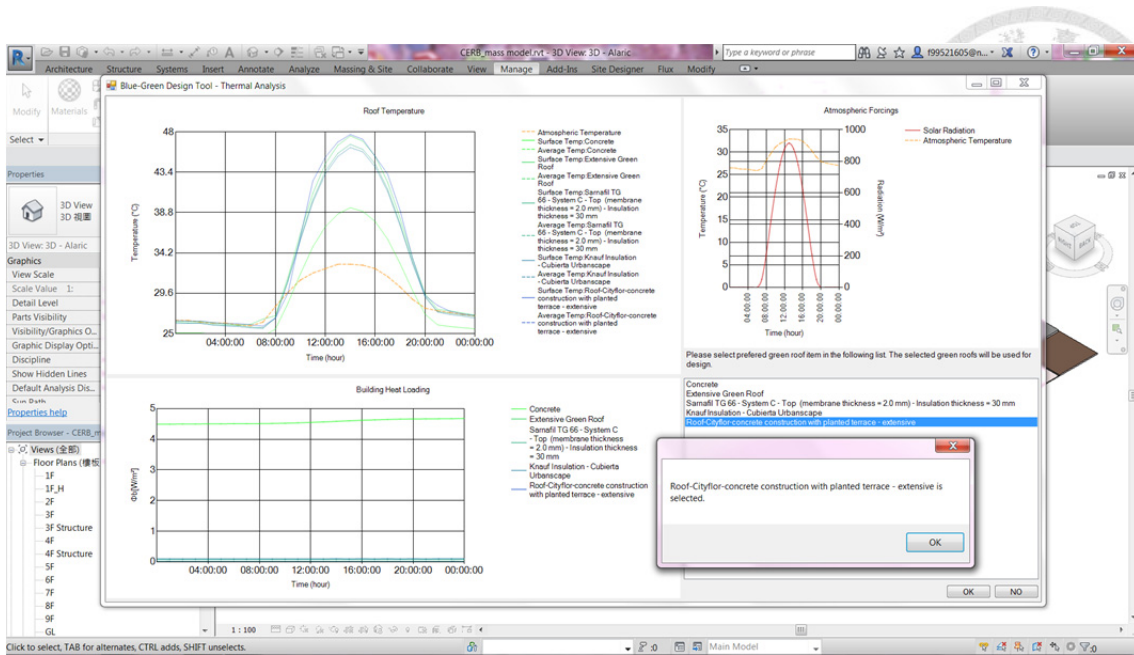 CERB_mass model.rvt - 3D View: 3D - Alaric
Type a keyword or phrase
f99521605@n...
Architecture Structure Systems Insert Annotate Analyze Massing & Site Collaborate View Manage Add-Ins Site Designer Flux Modify
Modify
Materials
Select
Properties
3D View
3D 視圖
3D View: 3D - Alaric
Graphics
View Scale
Scale Value 1:
Detail Level
Parts Visibility
Visibility/Graphics O...
Graphic Display Opti...
Discipline
Show Hidden Lines
Default Analysis Dis...
Sun Path
Properties help
Project Browser - CERB_m
Views (全部)
Floor Plans (樓板
1F
1F_H
2F
3F
3F Structure
4F
4F Structure
5F
6F
7F
8F
9F
GL
Blue-Green Design Tool - Thermal Analysis
Roof Temperature
48
43.4
38.8
34.2
29.6
25
Temperature (°C)
04:00:00 08:00:00 12:00:00 16:00:00 20:00:00 00:00:00
Time (hour)
Atmospheric Temperature
Surface Temp:Concrete
Average Temp:Concrete
Surface Temp:Extensive Green
Roof
Average Temp:Extensive Green
Roof
Surface Temp:Sarnafil TG
66 - System C - Top (membrane
thickness = 2.0 mm) - Insulation
thickness = 30 mm
Average Temp:Sarnafil TG
66 - System C - Top (membrane
thickness = 2.0 mm) - Insulation
thickness = 30 mm
Surface Temp:Knauf Insulation
- Cubierta Urbanscape
Average Temp:Knauf Insulation
- Cubierta Urbanscape
Surface Temp:Roof-Cityflor-concrete
construction with planted
terrace - extensive
Average Temp:Roof-Cityflor-concrete
construction with planted
terrace - extensive
Atmospheric Forcings
35
30
25
20
15
10
5
0
Temperature (°C)
1000
800
600
400
200
0
Radiation (W/m²)
04:00:00 08:00:00 12:00:00 16:00:00 20:00:00 00:00:00
Time (hour)
Solar Radiation
Atmospheric Temperature
Building Heat Loading
5
4
3
2
1
0
Φb[W/m²]
04:00:00 08:00:00 12:00:00 16:00:00 20:00:00 00:00:00
Time (hour)
Concrete
Extensive Green Roof
Sarnafil TG 66 - System C
- Top (membrane thickness
= 2.0 mm) - Insulation thickness
= 30 mm
Knauf Insulation - Cubierta
Urbanscape
Roof-Cityflor-concrete construction
with planted terrace - extensive
Please select prefered green roof item in the following list. The selected green roofs will be used for
design.
Concrete
Extensive Green Roof
Sarnafil TG 66 - System C - Top (membrane thickness = 2.0 mm) - Insulation thickness = 30 mm
Knauf Insulation - Cubierta Urbanscape
Roof-Cityflor-concrete construction with planted terrace - extensive
Roof-Cityflor-concrete construction with planted terrace - extensive is
selected.
OK
OK NO
RIGHT BACK
1 : 100
Click to select, TAB for alternates, CTRL adds, SHIFT unselects.
:0
Main Model
:0